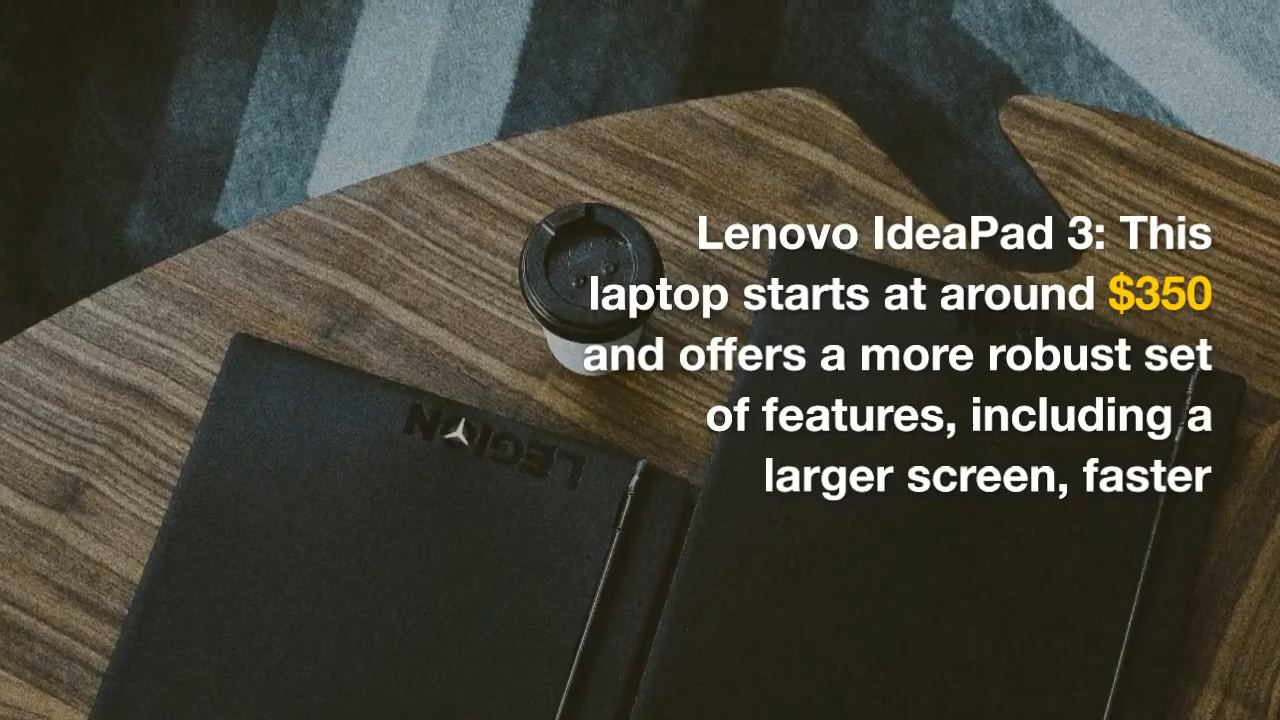 Lenovo IdeaPad 3: This
laptop starts at around $350
and offers a more robust set
of features, including a
larger screen, faster
LEGION